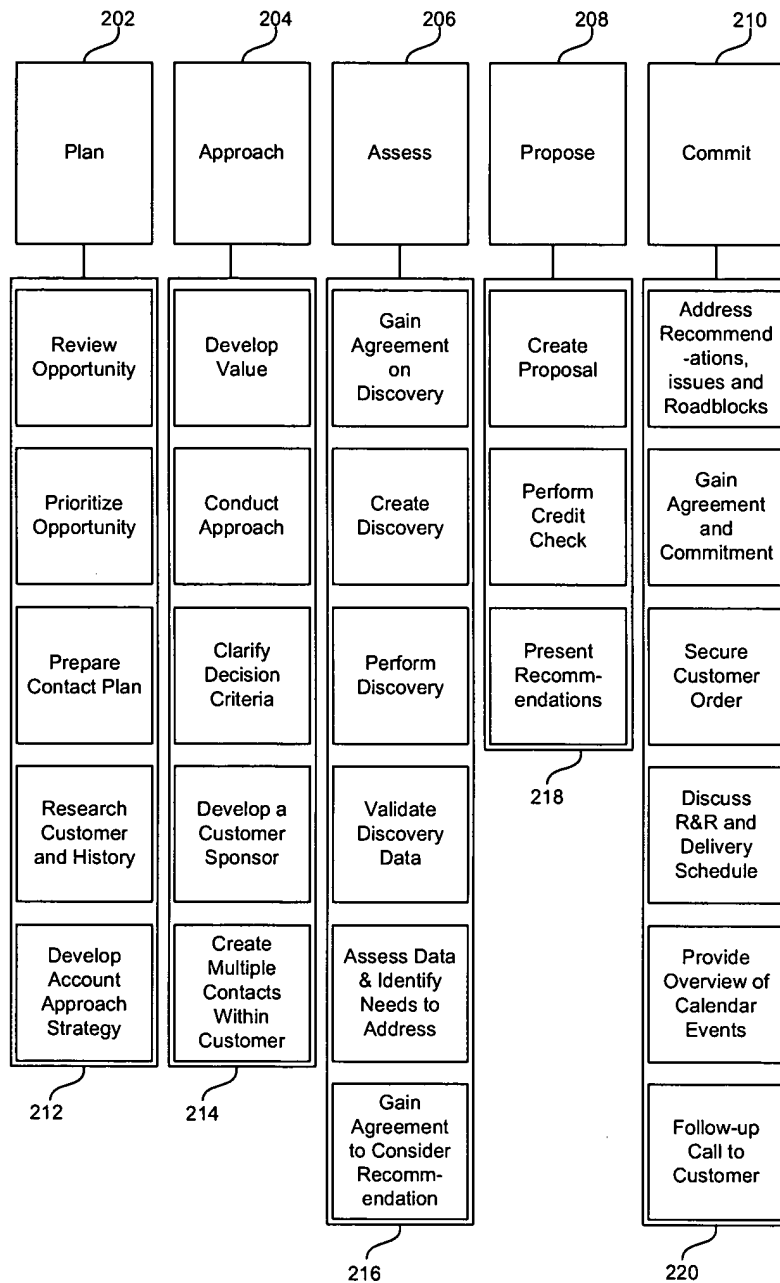 202
204
206
208
210
Plan
Approach
Assess
Propose
Commit
Review
Opportunity
Prioritize
Opportunity
Prepare
Contact Plan
Research
Customer
and History
Develop
Account
Approach
Strategy
212
Develop
Value
Conduct
Approach
Clarify
Decision
Criteria
Develop a
Customer
Sponsor
Create
Multiple
Contacts
Within
Customer
214
Gain
Agreement
on
Discovery
Create
Discovery
Perform
Discovery
Validate
Discovery
Data
Assess Data
& Identify
Needs to
Address
Gain
Agreement
to Consider
Recomm-
endation
216
Create
Proposal
Perform
Credit
Check
Present
Recomm-
endations
218
Address
Recommend
-ations,
issues and
Roadblocks
Gain
Agreement
and
Commitment
Secure
Customer
Order
Discuss
R&R and
Delivery
Schedule
Provide
Overview of
Calendar
Events
Follow-up
Call to
Customer
220